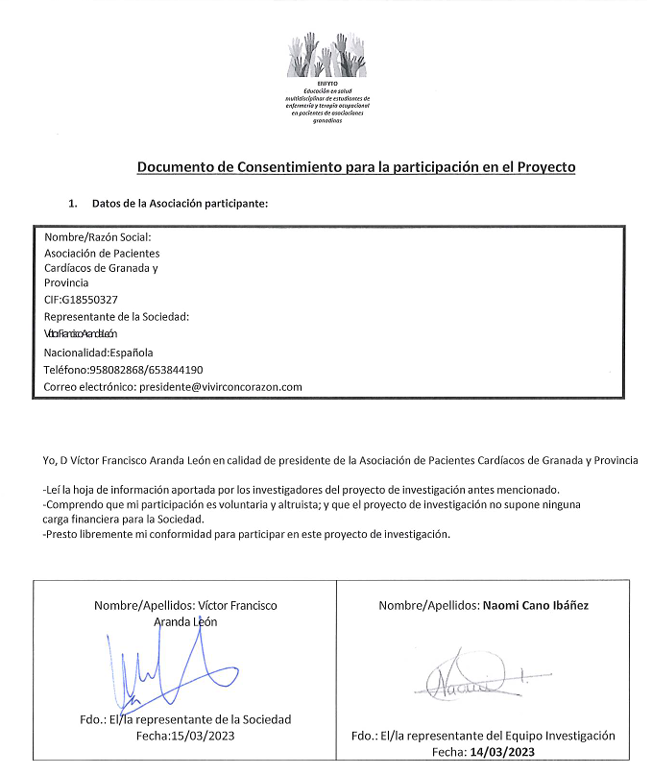 ENFYTO
Educación en salud
multidisciplinar de estudiantes de
enfermería y terapia ocupacional
en pacientes de asociaciones
granadinas
Documento de Consentimiento para la participación en el Proyecto
1. Datos de la Asociación participante:
Nombre/Razón Social:
Asociación de Pacientes
Cardíacos de Granada y
Provincia
CIF:G18550327
Representante de la Sociedad:
Víctor Francisco Aranda León
Nacionalidad:Española
Teléfono:958082868/653844190
Correo electrónico: presidente@vivirconcorazon.com
Yo, D Víctor Francisco Aranda León en calidad de presidente de la Asociación de Pacientes Cardíacos de Granada y Provincia
-Leí la hoja de información aportada por los investigadores del proyecto de investigación antes mencionado.
-Comprendo que mi participación es voluntaria y altruista; y que el proyecto de investigación no supone ninguna
carga financiera para la Sociedad.
-Presto libremente mi conformidad para participar en este proyecto de investigación.
Nombre/Apellidos: Víctor Francisco
Aranda León
Fdo.: El/la representante de la Sociedad
Fecha:15/03/2023
Nombre/Apellidos: Naomi Cano Ibáñez
Naomi
Fdo.: El/la representante del Equipo Investigación
Fecha: 14/03/2023